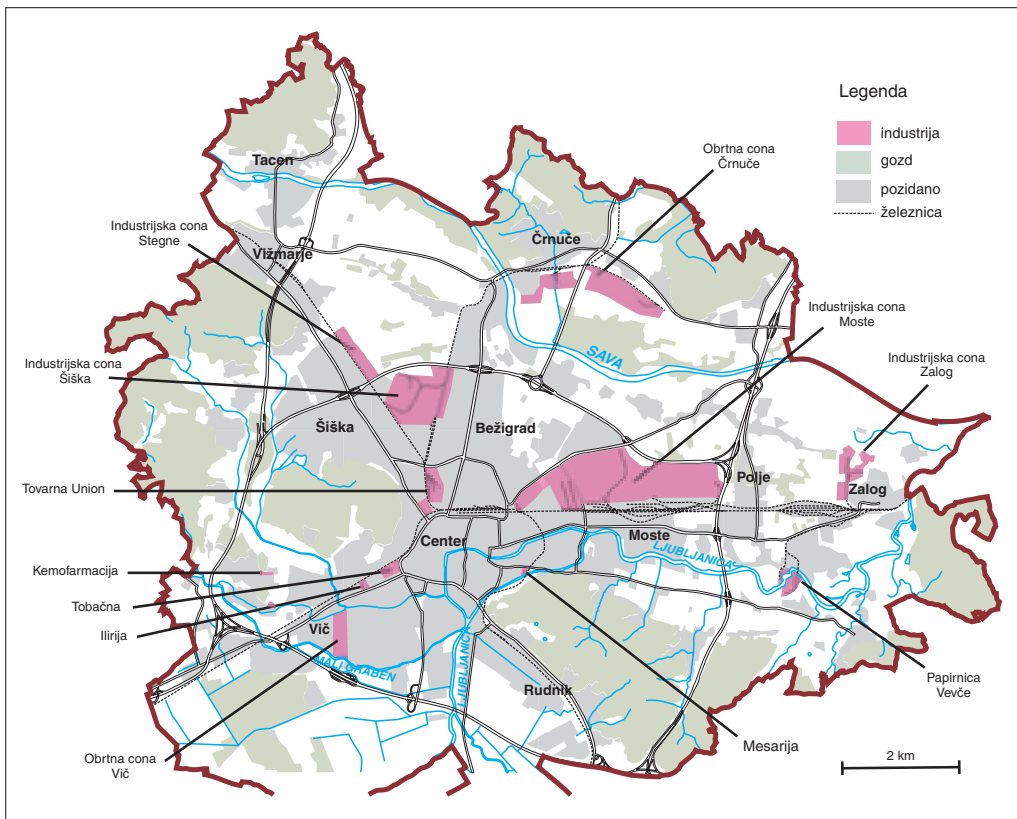 Legenda
industrija
gozd
pozidano
železnica
Tacen
Obrtna cona
Črnuče
Industrijska cona
Stegne
Črnuče
Vižmarje
Industrijska cona
Moste
SAVA
Industrijska cona
Šiška
Industrijska cona
Zalog
Šiška
Bežigrad
Polje
Tovarna Union
Zalog
Center
Moste
LJUBLJANICA
Kemofarmacija
Tobačna
Ilirija
Vič
MALI GRABEN
LJUBLJANICA
Rudnik
Papirnica
Vevče
Mesarija
Obrtna cona
Vič
2 km